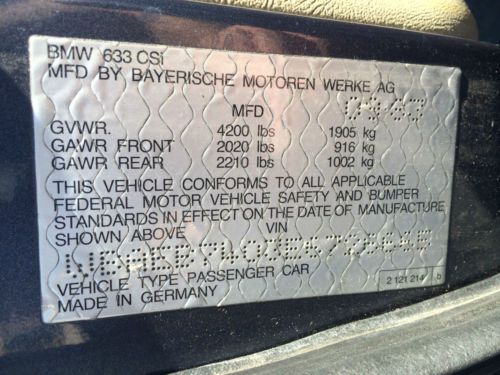 BMW 633 CSi
MFD BY BAYERISCHE MOTOREN WERKE AG
MFD
GVWR. 4200 lbs 1905 kg
GAWR FRONT 2020 lbs 916 kg
GAWR REAR 2210 lbs 1002 kg
THIS VEHICLE CONFORMS TO ALL APPLICABLE
FEDERAL MOTOR VEHICLE SAFETY AND BUMPER
STANDARDS IN EFFECT ON THE DATE OF MANUFACTURE
SHOWN ABOVE VIN
VEHICLE TYPE PASSENGER CAR
MADE IN GERMANY 2 121 214 b